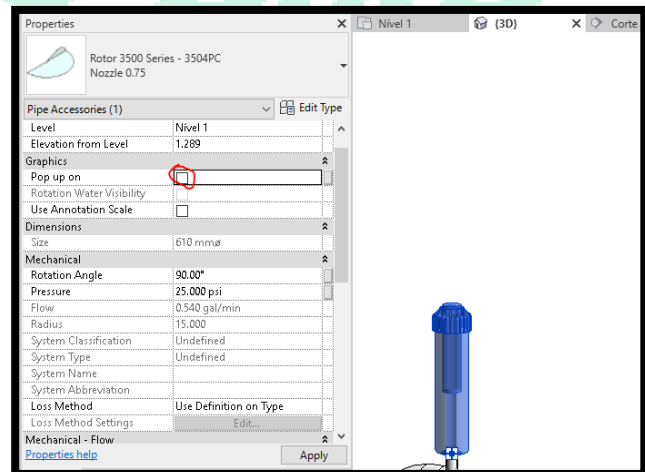 Properties
Nível 1
{3D}
Corte
Rotor 3500 Series - 3504PC
Nozzle 0.75
Pipe Accessories (1)
Edit Type
Level Nível 1
Elevation from Level 1.289
Graphics
Pop up on
Rotation Water Visibility
Use Annotation Scale
Dimensions
Size 610 mmø
Mechanical
Rotation Angle 90.00°
Pressure 25.000 psi
Flow 0.540 gal/min
Radius 15.000
System Classification Undefined
System Type Undefined
System Name
System Abbreviation
Loss Method Use Definition on Type
Loss Method Settings Edit...
Mechanical - Flow
Properties help
Apply